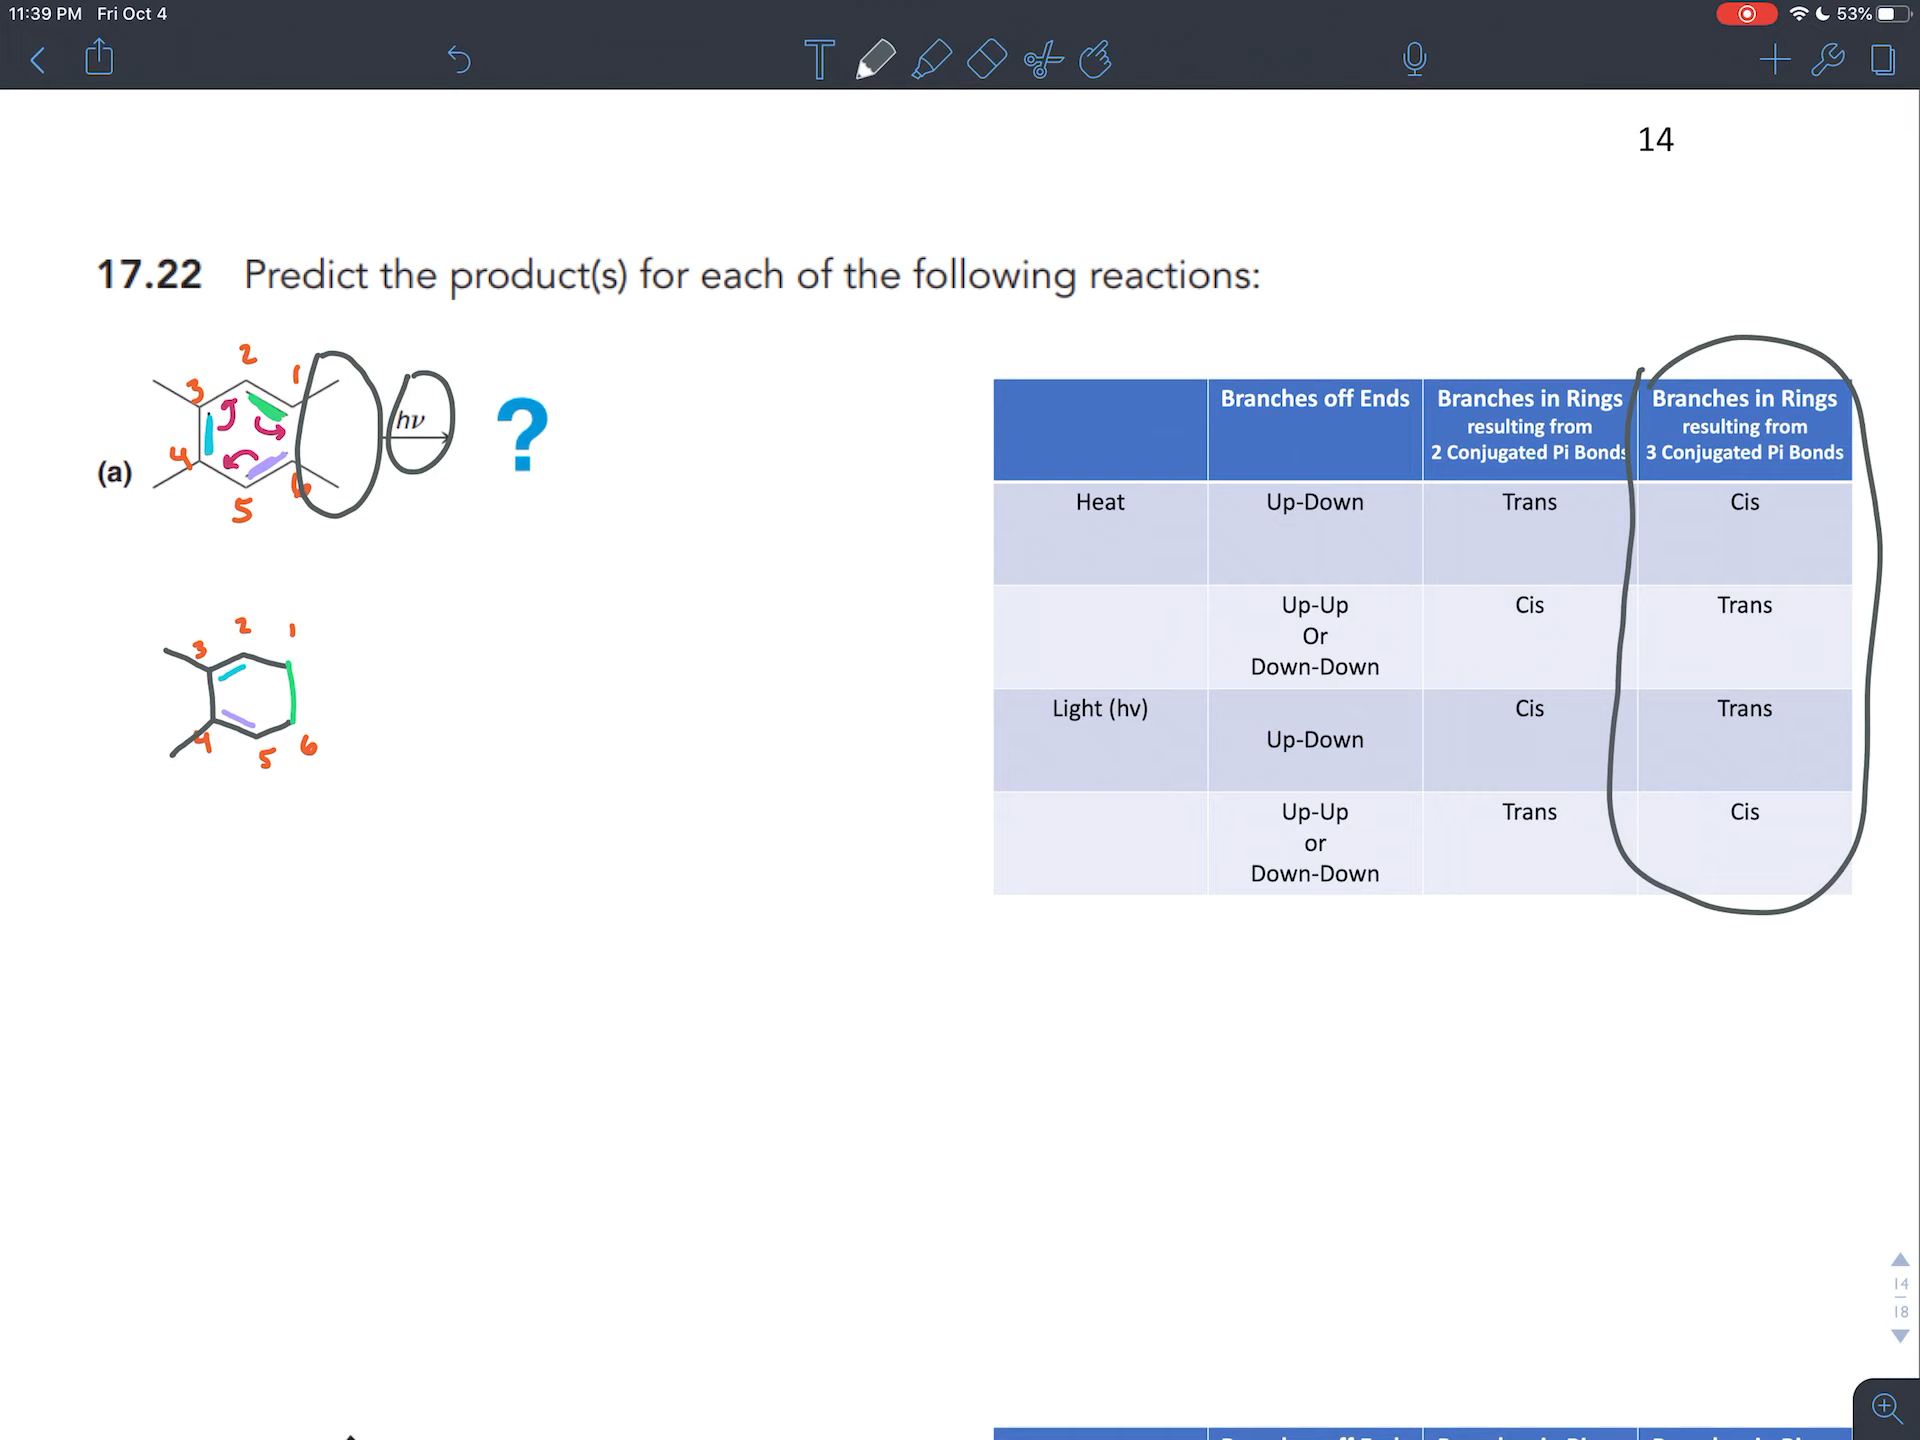 11:39 PM Fri Oct 4
53%
T
14
17.22 Predict the product(s) for each of the following reactions:
2
3
1
hν
?
4
(a)
6
5
Branches off Ends
Branches in Rings
resulting from
2 Conjugated Pi Bonds
Branches in Rings
resulting from
3 Conjugated Pi Bonds
Heat
Up-Down
Trans
Cis
Up-Up
Or
Down-Down
Cis
Trans
Light (hv)
Up-Down
Cis
Trans
Up-Up
or
Down-Down
Trans
Cis
2
1
3
4
5
6
14
18